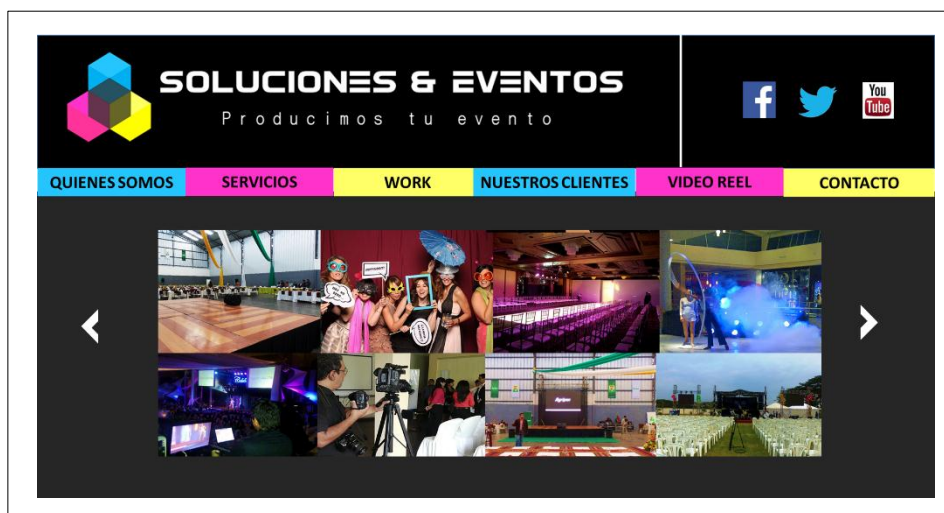 SOLUCIONES & EVENTOS
Producimos tu evento
f
You
Tube
QUIENES SOMOS
SERVICIOS
WORK
NUESTROS CLIENTES
VIDEO REEL
CONTACTO